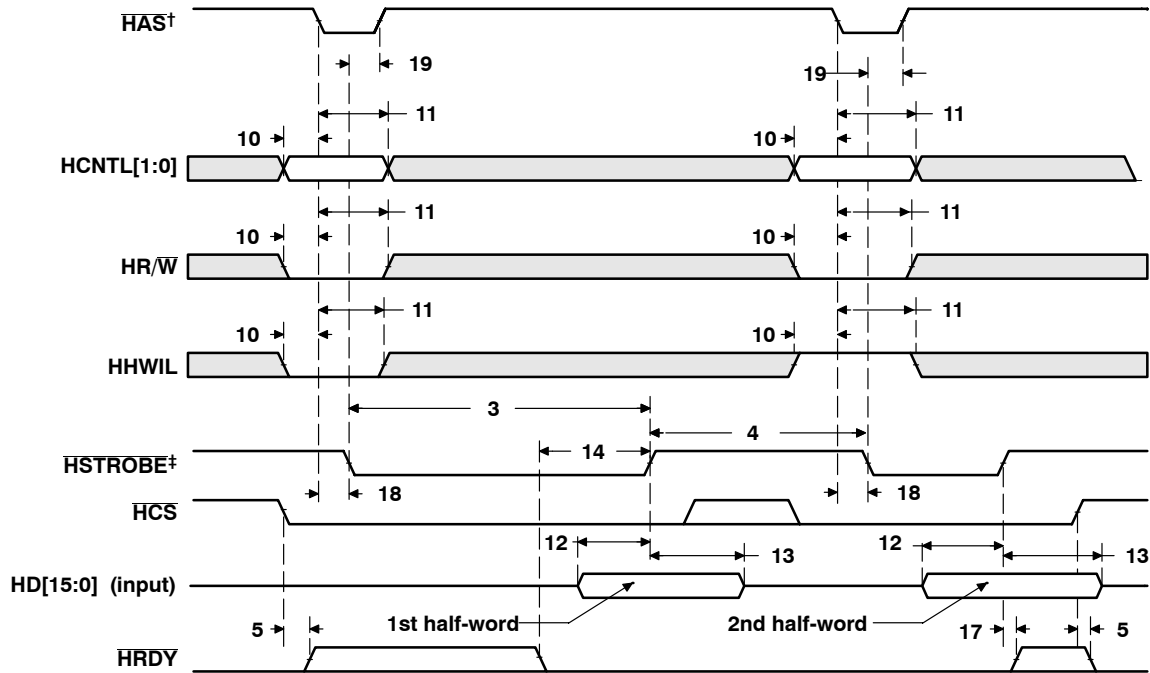 HAS†
19
19
11
11
10
10
HCNTL[1:0]
11
11
10
10
HR/W
11
11
10
10
HHWIL
3
4
14
HSTROBE‡
18
18
HCS
12
13
12
13
HD[15:0] (input)
1st half-word
2nd half-word
5
17
5
HRDY